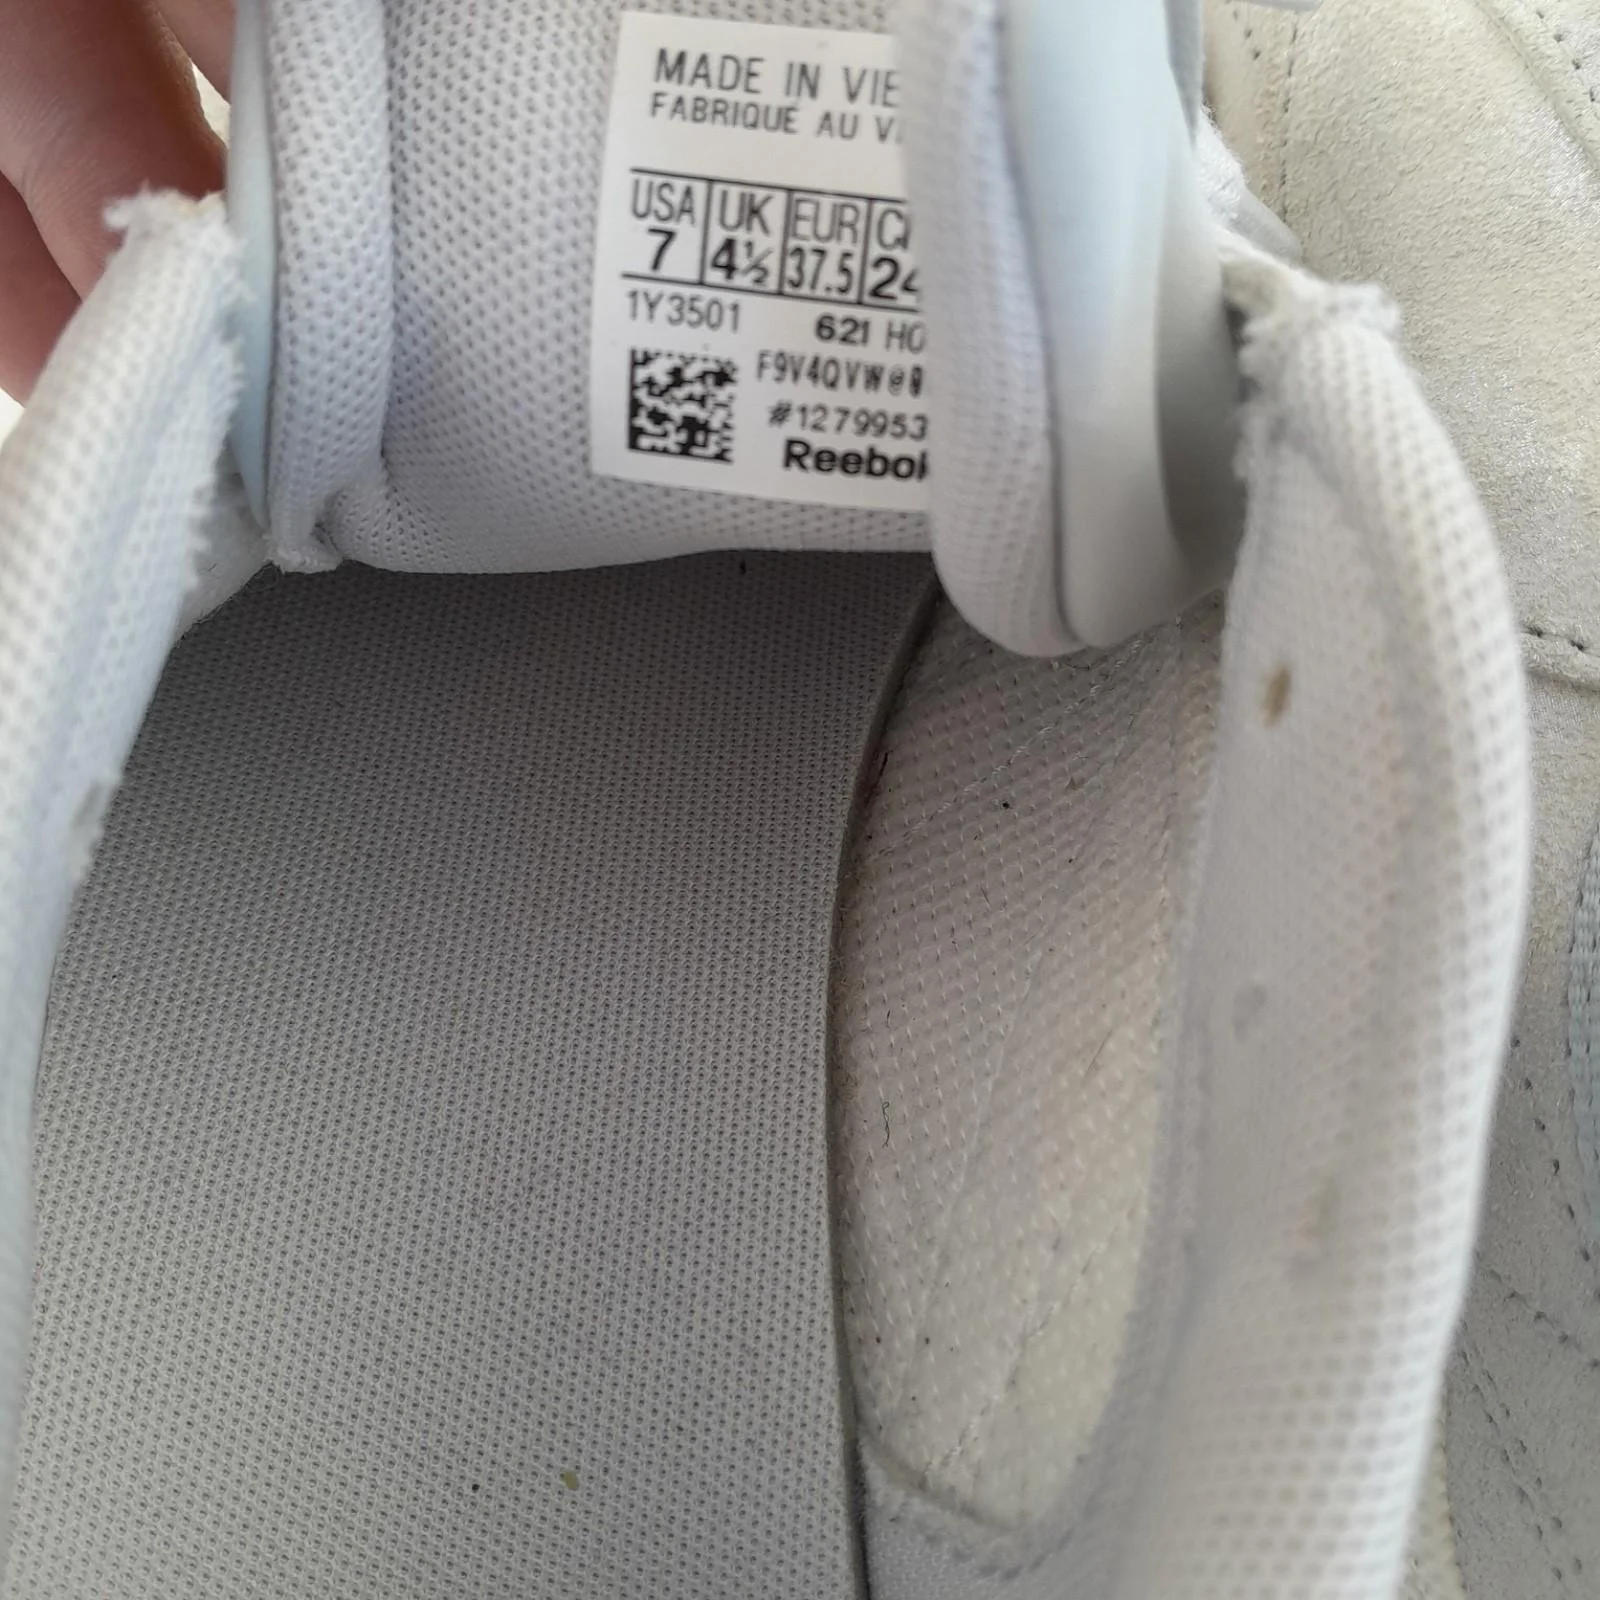 MADE IN VIE
FABRIQUE AU V
USA UK EUR
7 4½ 37.5 24
1Y3501 621 HO
F9V4QVW@
#1279953
Reebok